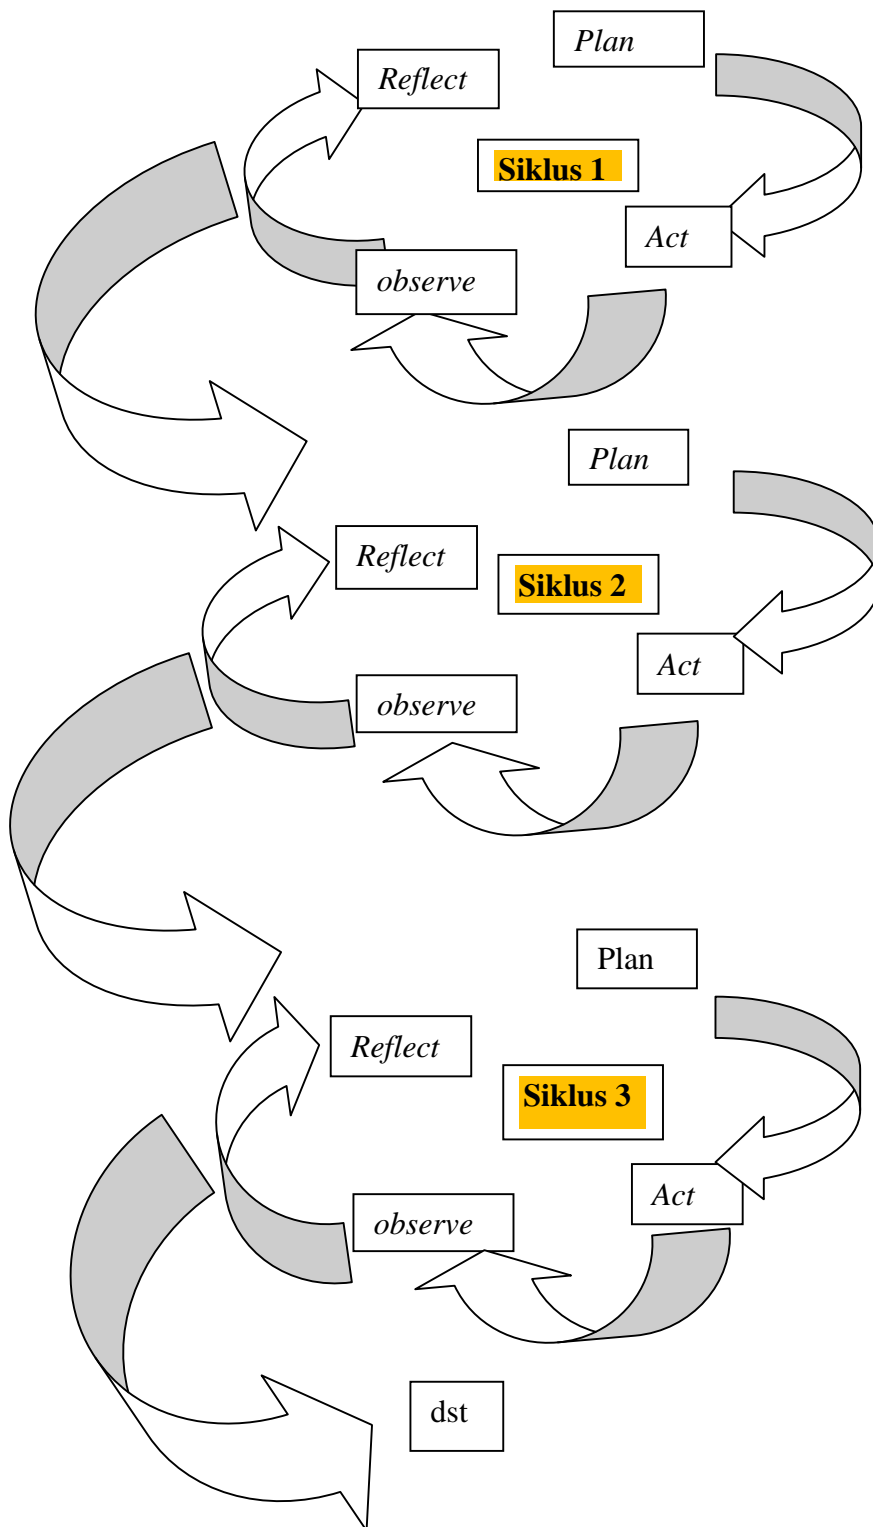 Plan
Reflect
Siklus 1
Act
observe
Plan
Reflect
Siklus 2
Act
observe
Plan
Reflect
Siklus 3
Act
observe
dst